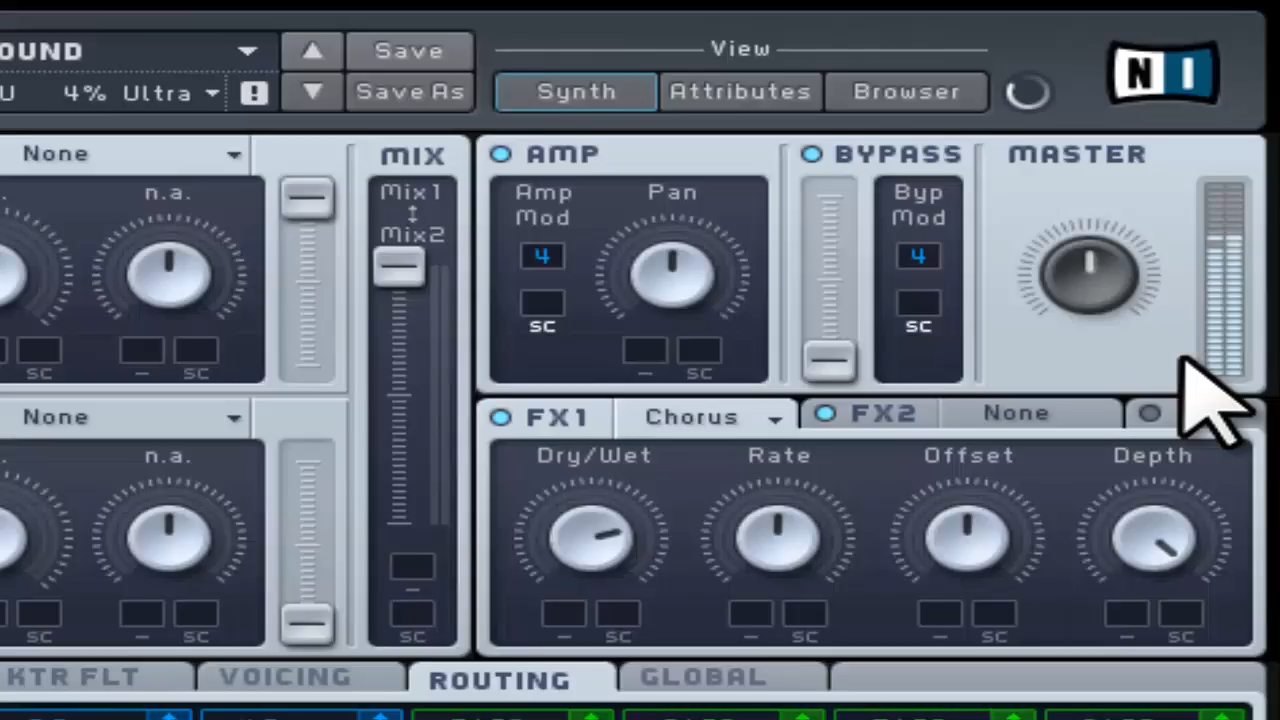 OUND
Save
View
U 4% Ultra ! Save As
Synth Attributes Browser
NI
None
MIX
AMP
BYPASS
MASTER
n.a.
Mix1
Mix2
Amp
Mod
Pan
Byp
Mod
4
4
SC
SC
SC
– SC
– SC
None
FX1
Chorus
FX2
None
n.a.
Dry/Wet
Rate
Offset
Depth
–
SC
– SC
SC
– SC
– SC
– SC
– SC
KTR FLT
VOICING
ROUTING
GLOBAL